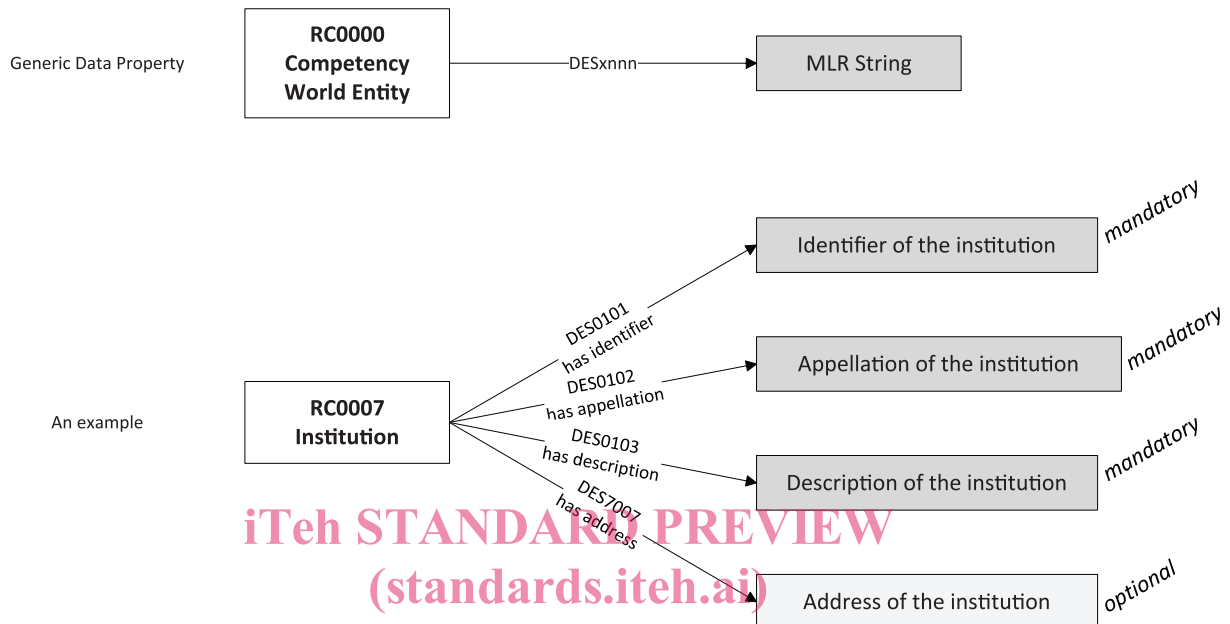 Generic Data Property
RC0000
Competency
World Entity
DESxnnn
MLR String
An example
RC0007
Institution
DES0101
has identifier
Identifier of the institution
mandatory
DES0102
has appellation
Appellation of the institution
mandatory
DES0103
has description
Description of the institution
mandatory
DES7007
has address
Address of the institution
optional
iTeh STANDARD PREVIEW
(standards.iteh.ai)